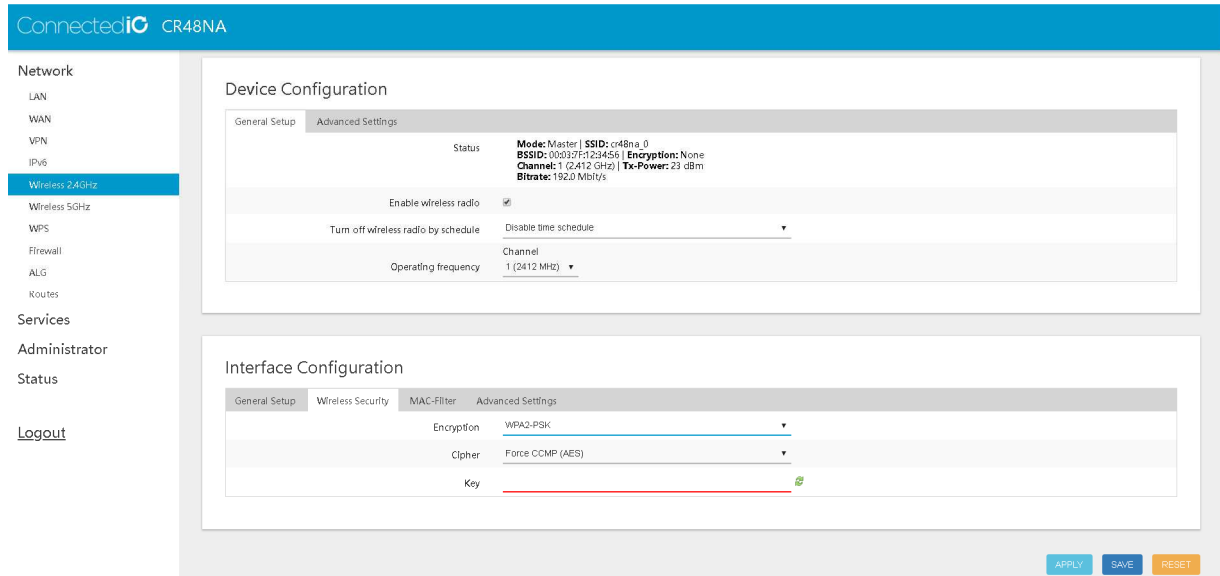 ConnectediO CR48NA
Network
LAN
WAN
VPN
IPv6
Wireless 2.4GHz
Wireless 5GHz
WPS
Firewall
ALG
Routes
Services
Administrator
Status
Logout
Device Configuration
General Setup Advanced Settings
Status
Mode: Master | SSID: cr48na_0
BSSID: 00:03:7F:12:34:56 | Encryption: None
Channel: 1 (2.412 GHz) | Tx-Power: 23 dBm
Bitrate: 192.0 Mbit/s
Enable wireless radio
Turn off wireless radio by schedule Disable time schedule
Channel
Operating frequency 1 (2412 MHz)
Interface Configuration
General Setup Wireless Security MAC-Filter Advanced Settings
Encryption WPA2-PSK
Cipher Force CCMP (AES)
Key
APPLY SAVE RESET